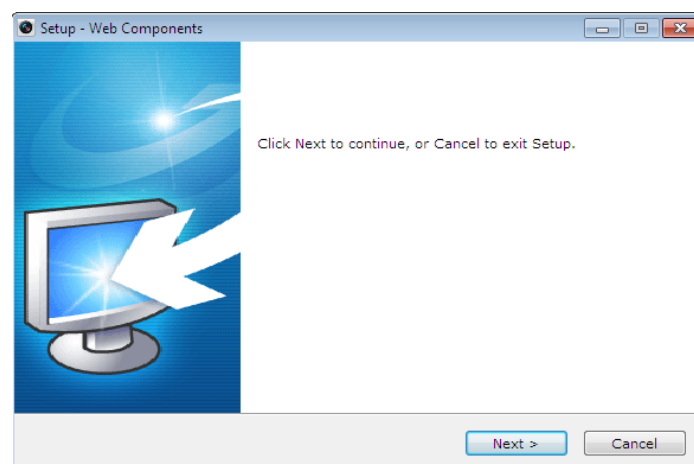 Setup - Web Components
Click Next to continue, or Cancel to exit Setup.
Next >
Cancel